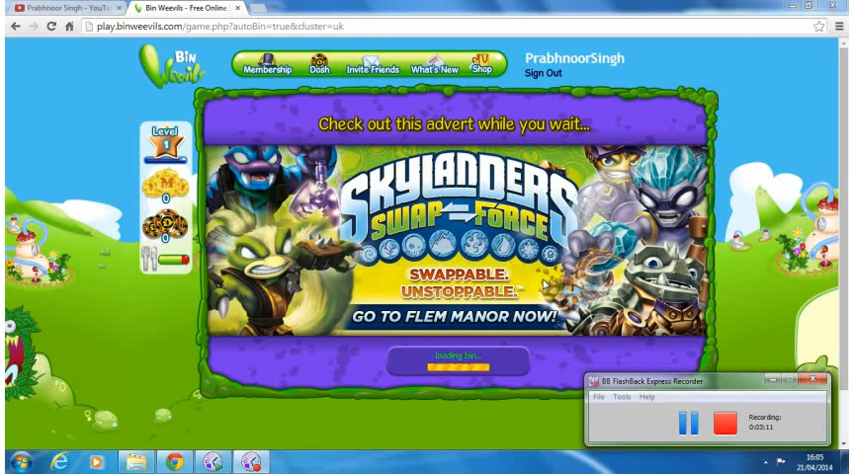 Prabhnoor Singh - YouTu
Bin Weevils - Free Online
play.binweevils.com/game.php?autoBin=true&cluster=uk
BiN
Weevils
Membership
Dosh
Invite Friends
What's New
Shop
PrabhnoorSingh
Sign Out
Level
1
M
0
D
0
Check out this advert while you wait...
SKYLANDERS
SWAP FORCE
SWAPPABLE.
UNSTOPPABLE.™
GO TO FLEM MANOR NOW!
loading bin...
BB FlashBack Express Recorder
File Tools Help
Recording:
0:03:11
16:05
21/04/2014